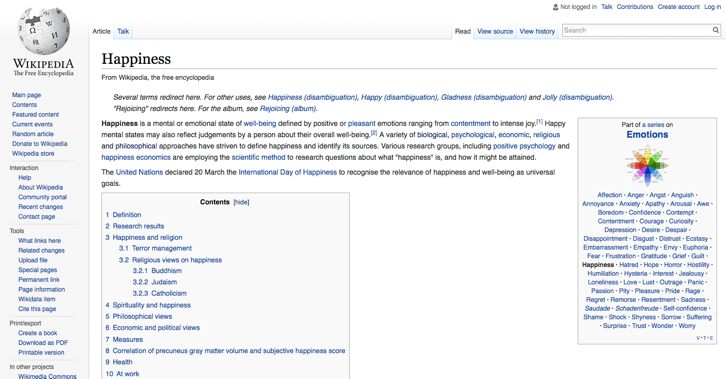 Not logged in Talk Contributions Create account Log in
Article Talk
Read View source View history
Search
WIKIPEDIA
The Free Encyclopedia
Main page
Contents
Featured content
Current events
Random article
Donate to Wikipedia
Wikipedia store
Interaction
Help
About Wikipedia
Community portal
Recent changes
Contact page
Tools
What links here
Related changes
Upload file
Special pages
Permanent link
Page information
Wikidata item
Cite this page
Print/export
Create a book
Download as PDF
Printable version
In other projects
Wikimedia Commons
Happiness
From Wikipedia, the free encyclopedia
Several terms redirect here. For other uses, see Happiness (disambiguation), Happy (disambiguation), Gladness (disambiguation) and Jolly (disambiguation).
"Rejoicing" redirects here. For the album, see Rejoicing (album).
Happiness is a mental or emotional state of well-being defined by positive or pleasant emotions ranging from contentment to intense joy.[1] Happy
mental states may also reflect judgements by a person about their overall well-being.[2] A variety of biological, psychological, economic, religious
and philosophical approaches have striven to define happiness and identify its sources. Various research groups, including positive psychology and
happiness economics are employing the scientific method to research questions about what "happiness" is, and how it might be attained.
The United Nations declared 20 March the International Day of Happiness to recognise the relevance of happiness and well-being as universal
goals.
Contents [hide]
1 Definition
2 Research results
3 Happiness and religion
3.1 Terror management
3.2 Religious views on happiness
3.2.1 Buddhism
3.2.2 Judaism
3.2.3 Catholicism
4 Spirituality and happiness
5 Philosophical views
6 Economic and political views
7 Measures
8 Correlation of precuneus gray matter volume and subjective happiness score
9 Health
10 At work
Part of a series on
Emotions
Affection · Anger · Angst · Anguish ·
Annoyance · Anxiety · Apathy · Arousal · Awe ·
Boredom · Confidence · Contempt ·
Contentment · Courage · Curiosity ·
Depression · Desire · Despair ·
Disappointment · Disgust · Distrust · Ecstasy ·
Embarrassment · Empathy · Envy · Euphoria ·
Fear · Frustration · Gratitude · Grief · Guilt ·
Happiness · Hatred · Hope · Horror · Hostility ·
Humiliation · Hysteria · Interest · Jealousy ·
Loneliness · Love · Lust · Outrage · Panic ·
Passion · Pity · Pleasure · Pride · Rage ·
Regret · Remorse · Resentment · Sadness ·
Saudade · Schadenfreude · Self-confidence ·
Shame · Shock · Shyness · Sorrow · Suffering
· Surprise · Trust · Wonder · Worry
V · T · E